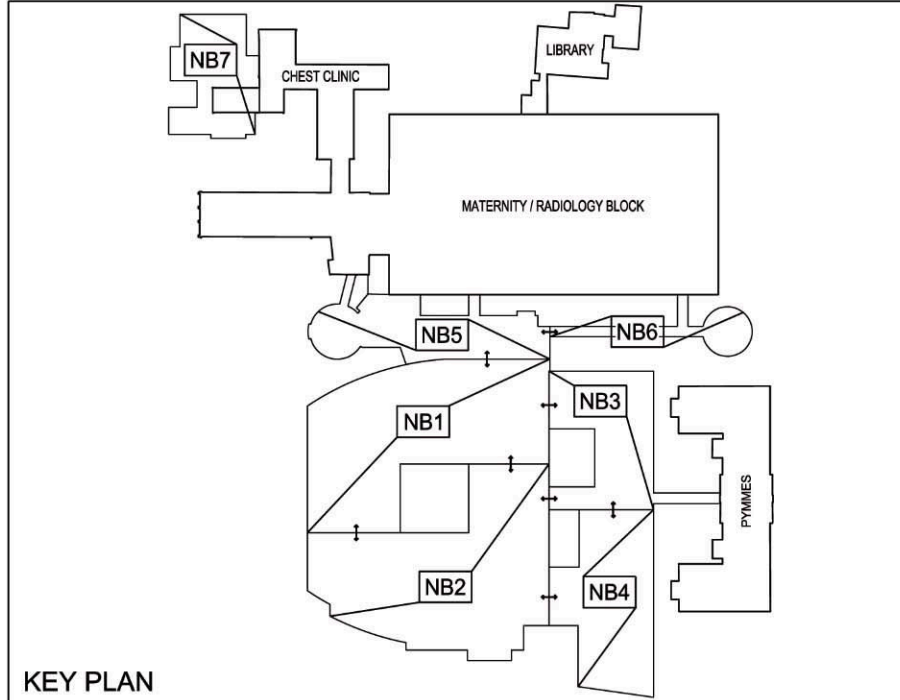 LIBRARY
NB7
CHEST CLINIC
MATERNITY / RADIOLOGY BLOCK
NB5
NB6
NB3
NB1
PYMMES
NB2
NB4
KEY PLAN